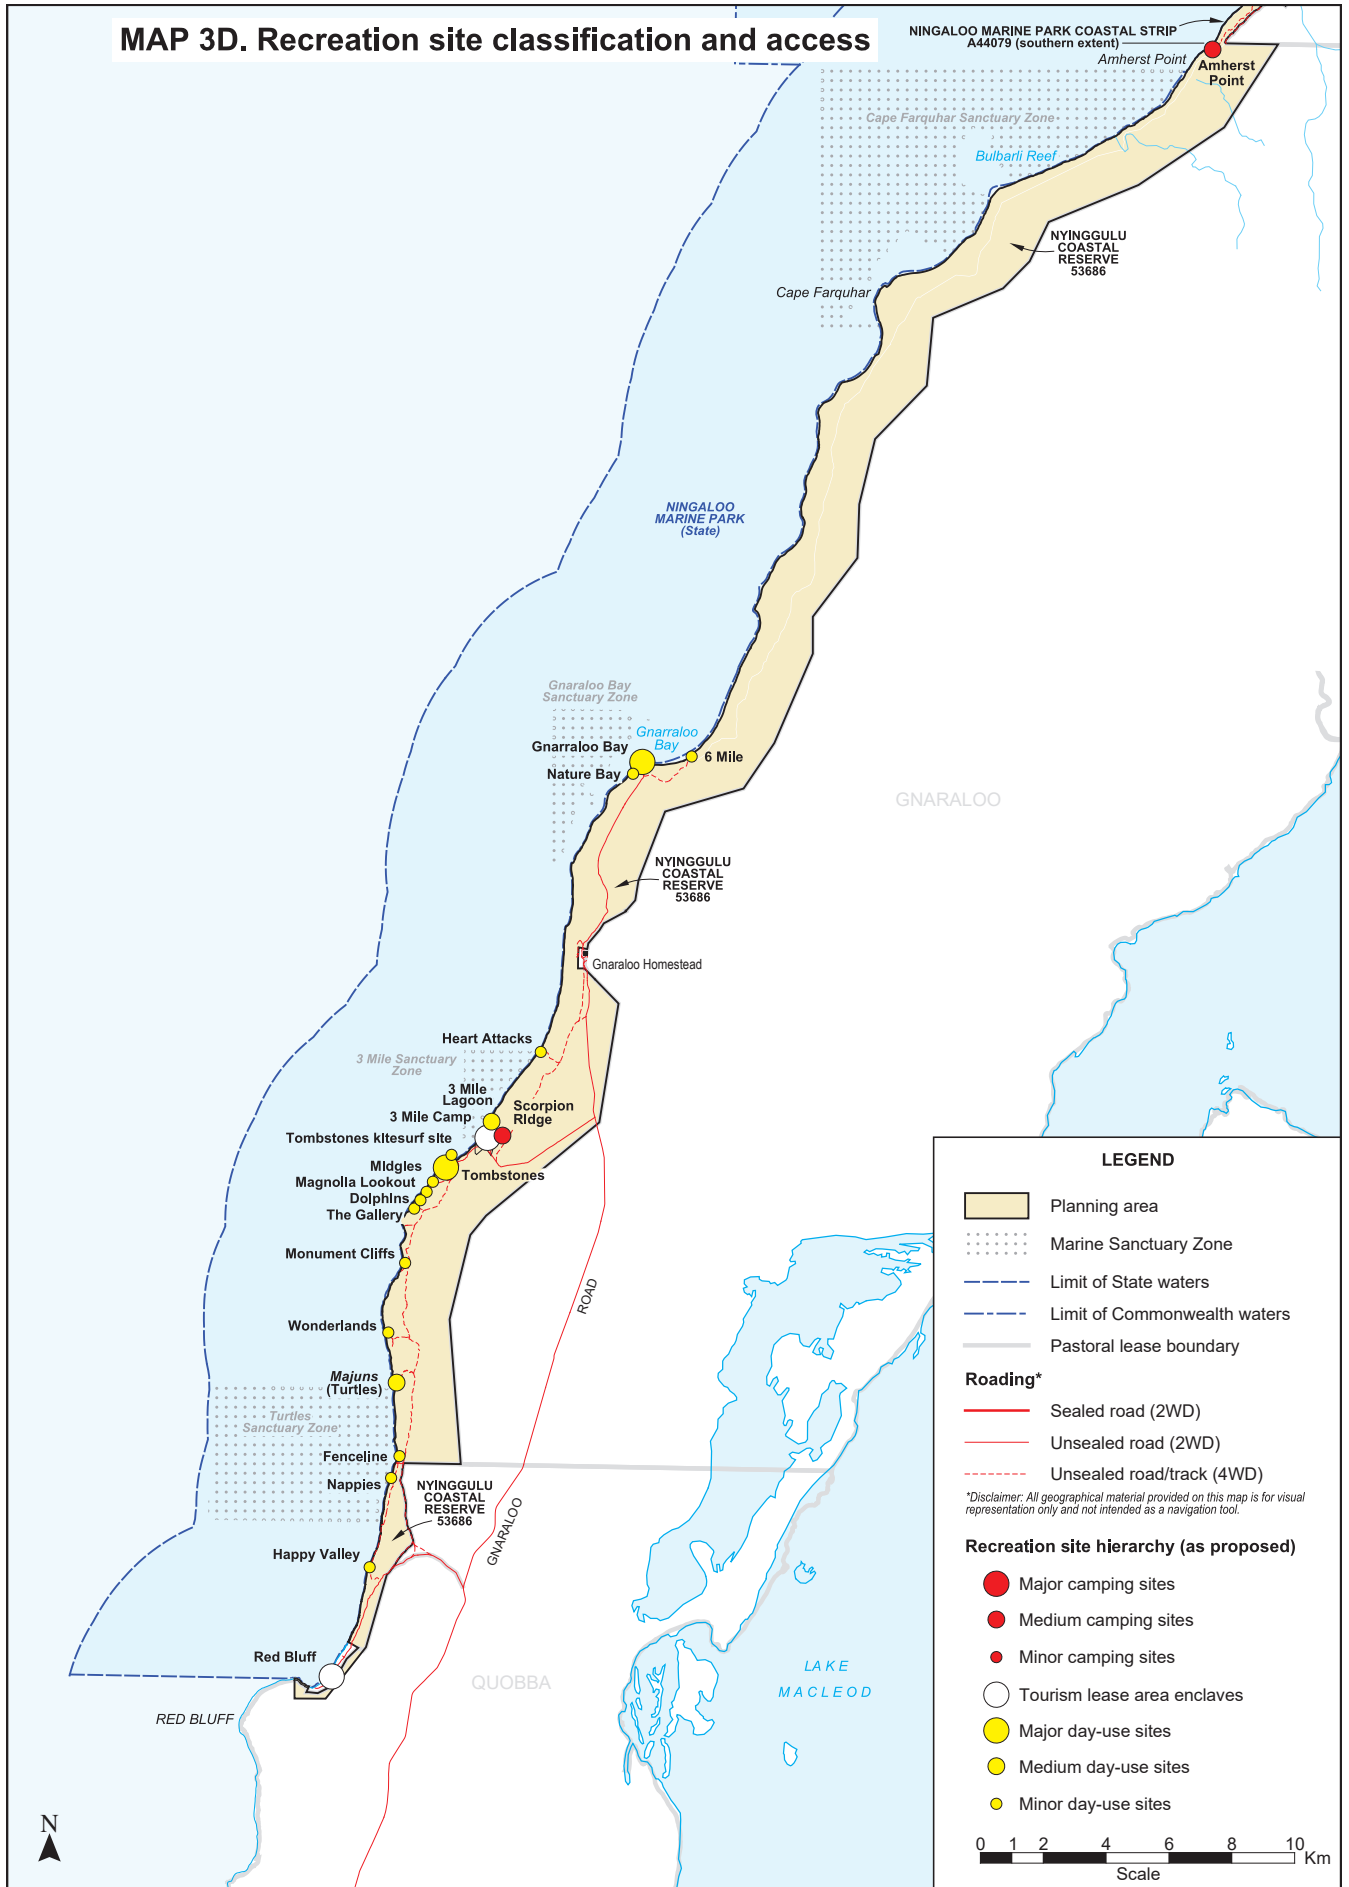 MAP 3D. Recreation site classification and access
NINGALOO MARINE PARK COASTAL STRIP
A44079 (southern extent)
Amherst Point
Amherst
Point
Cape Farquhar Sanctuary Zone
Bulbarli Reef
NYINGGULU
COASTAL
RESERVE
53686
Cape Farquhar
NINGALOO
MARINE PARK
(State)
Gnaraloo Bay
Sanctuary Zone
Gnarraloo
Bay
Gnarraloo Bay
6 Mile
Nature Bay
GNARALOO
NYINGGULU
COASTAL
RESERVE
53686
Gnaraloo Homestead
Heart Attacks
3 Mile Sanctuary
Zone
3 MIle
Lagoon
Scorpion
RIdge
3 Mile Camp
Tombstones kItesurf sIte
MIdgles
Tombstones
Magnolla Lookout
DolphIns
The Gallery
Monument Cliffs
ROAD
Wonderlands
Majuns
(Turtles)
Turtles
Sanctuary Zone
Fenceline
Nappies
NYINGGULU
COASTAL
RESERVE
53686
GNARALOO
Happy Valley
Red Bluff
QUOBBA
RED BLUFF
LAKE
MACLEOD
N
LEGEND
Planning area
Marine Sanctuary Zone
Limit of State waters
Limit of Commonwealth waters
Pastoral lease boundary
Roading*
Sealed road (2WD)
Unsealed road (2WD)
Unsealed road/track (4WD)
*Disclaimer: All geographical material provided on this map is for visual
representation only and not intended as a navigation tool.
Recreation site hierarchy (as proposed)
Major camping sites
Medium camping sites
Minor camping sites
Tourism lease area enclaves
Major day-use sites
Medium day-use sites
Minor day-use sites
0 1 2 4 6 8 10
Km
Scale